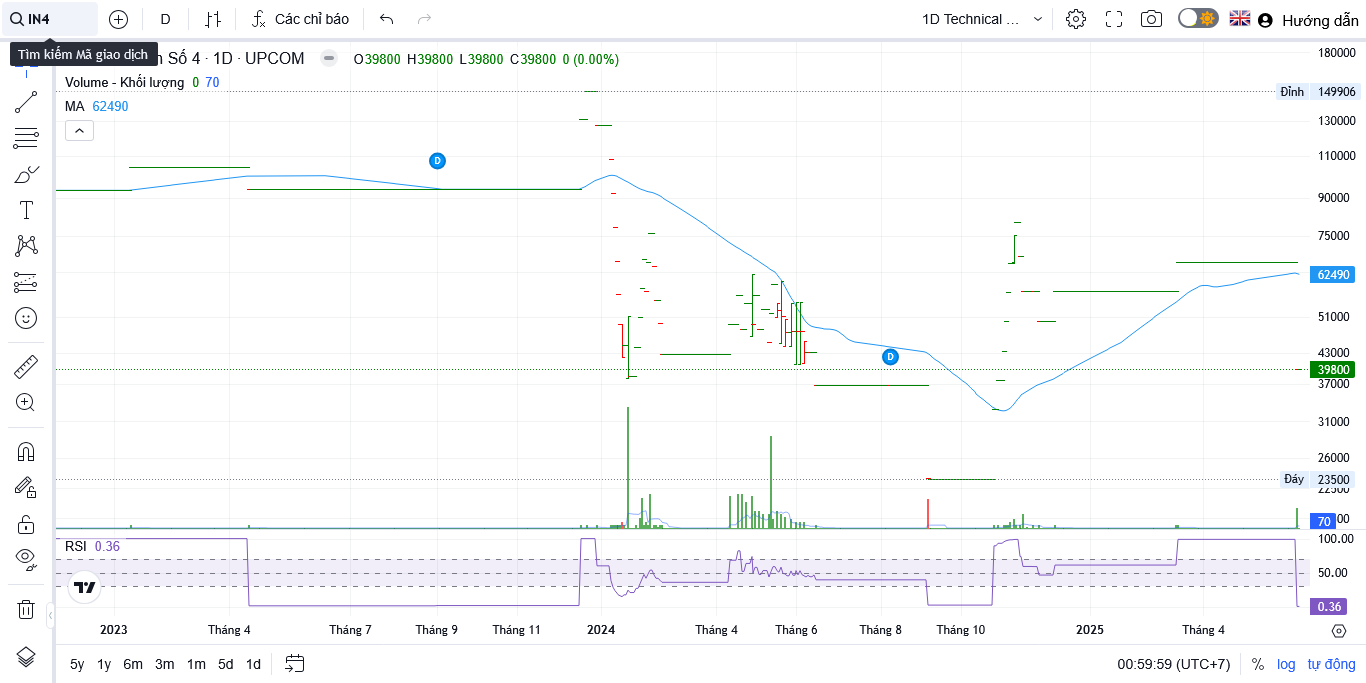 IN4
D
Các chỉ báo
1D Technical ...
Hướng dẫn
Tìm kiếm Mã giao dịch
Số 4 · 1D · UPCOM
O39800 H39800 L39800 C39800 0 (0.00%)
Volume - Khối lượng 0 70
MA 62490
180000
Đỉnh 149906
130000
110000
90000
75000
62490
51000
43000
39800
37000
31000
26000
Đáy 23500
22500
70
D
D
RSI 0.36
100.00
50.00
0.36
2023 Tháng 4 Tháng 7 Tháng 9 Tháng 11 2024 Tháng 4 Tháng 6 Tháng 8 Tháng 10 2025 Tháng 4
5y 1y 6m 3m 1m 5d 1d
00:59:59 (UTC+7) % log tự động